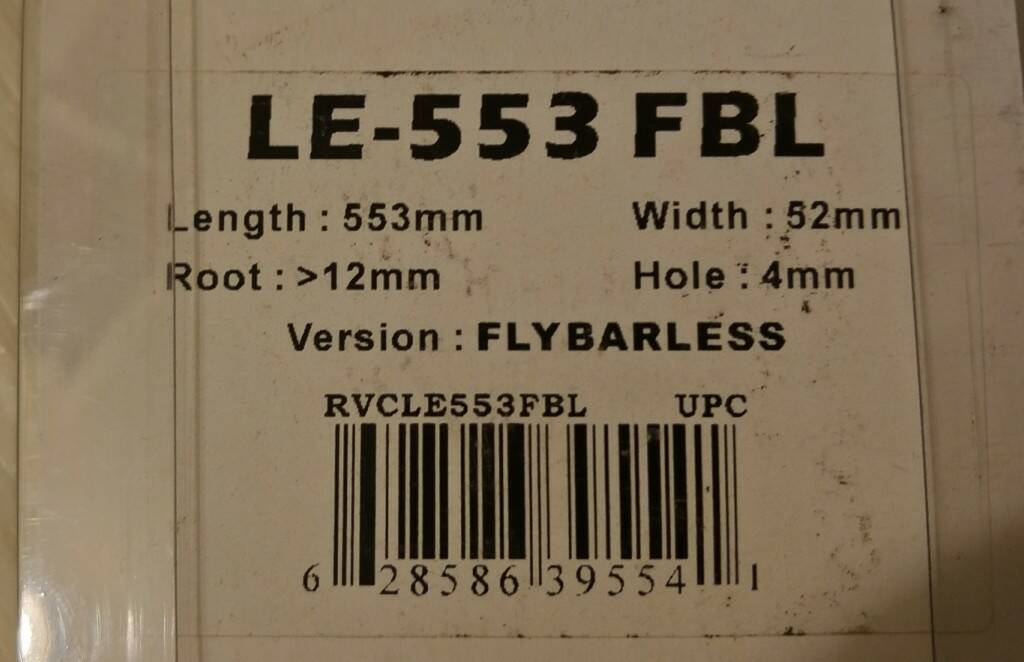 LE-553 FBL
Length : 553mm Width : 52mm
Root : >12mm Hole : 4mm
Version : FLYBARLESS
RVCLE553FBL UPC
6 28586 39554 1